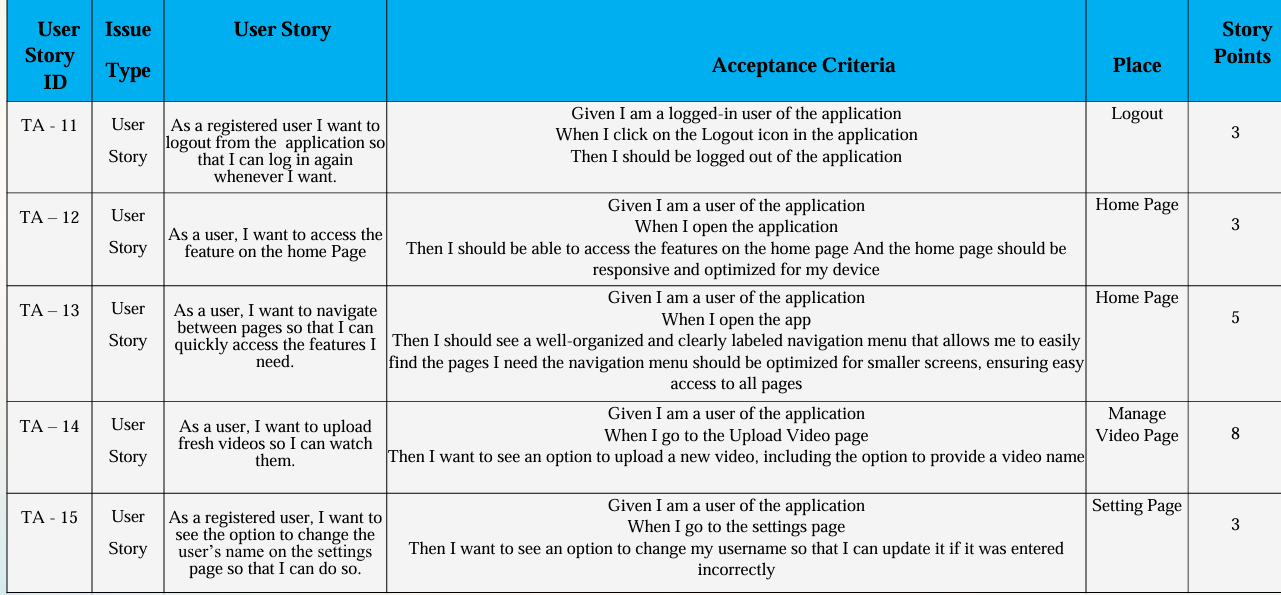 User
Story
ID
Issue
Type
User Story
Acceptance Criteria
Place
Story
Points
TA - 11
User
Story
As a registered user I want to
logout from the application so
that I can log in again
whenever I want.
Given I am a logged-in user of the application
When I click on the Logout icon in the application
Then I should be logged out of the application
Logout
3
TA – 12
User
Story
As a user, I want to access the
feature on the home Page
Given I am a user of the application
When I open the application
Then I should be able to access the features on the home page And the home page should be
responsive and optimized for my device
Home Page
3
TA – 13
User
Story
As a user, I want to navigate
between pages so that I can
quickly access the features I
need.
Given I am a user of the application
When I open the app
Then I should see a well-organized and clearly labeled navigation menu that allows me to easily
find the pages I need the navigation menu should be optimized for smaller screens, ensuring easy
access to all pages
Home Page
5
TA – 14
User
Story
As a user, I want to upload
fresh videos so I can watch
them.
Given I am a user of the application
When I go to the Upload Video page
Then I want to see an option to upload a new video, including the option to provide a video name
Manage
Video Page
8
TA - 15
User
Story
As a registered user, I want to
see the option to change the
user’s name on the settings
page so that I can do so.
Given I am a user of the application
When I go to the settings page
Then I want to see an option to change my username so that I can update it if it was entered
incorrectly
Setting Page
3